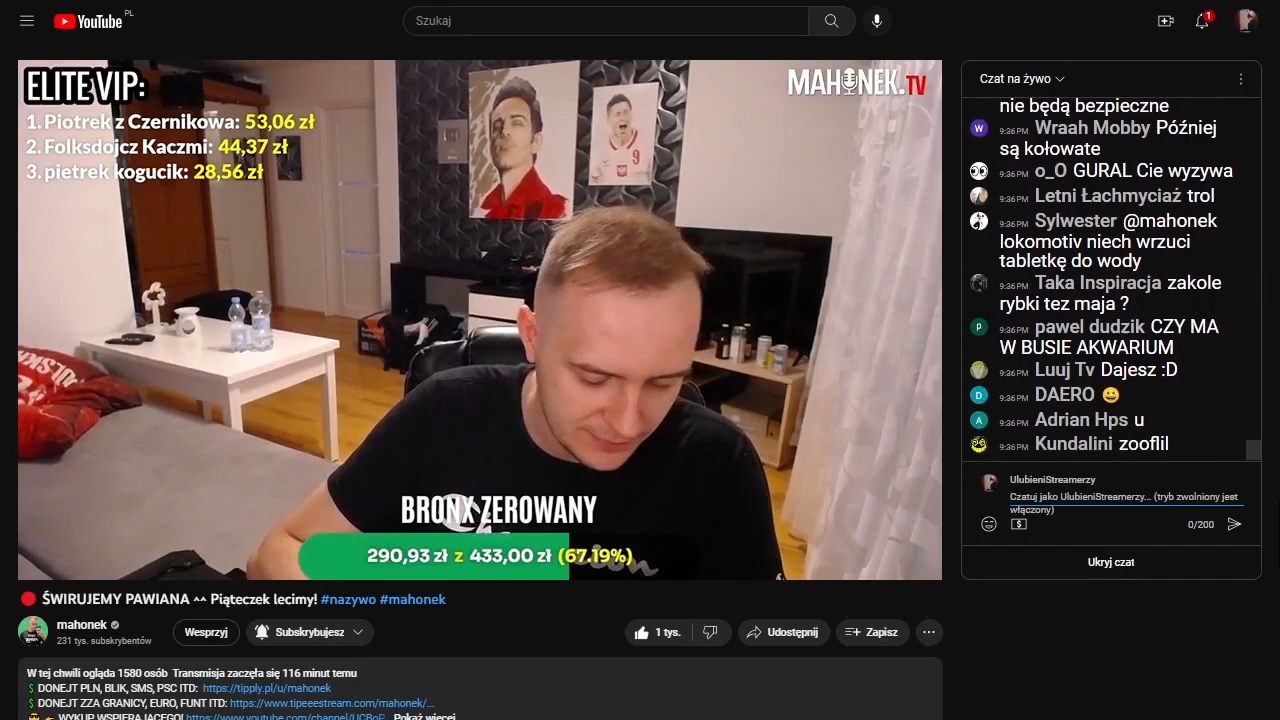 YouTube PL
Szukaj
1
ELITE VIP:
1. Piotrek z Czernikowa: 53,06 zł
2. Folksdojcz Kaczmi: 44,37 zł
3. pietrek kogucik: 28,56 zł
MAHONEK.TV
9
BRONX ZEROWANY
290,93 zł z 433,00 zł (67.19%)
Czat na żywo
nie będą bezpieczne
W 9:36 PM Wraah Mobby Później
są kołowate
9:36 PM o_O GURAL Cie wyzywa
9:36 PM Letni Łachmyciaż trol
9:36 PM Sylwester @mahonek
lokomotiv niech wrzuci
tabletkę do wody
9:36 PM Taka Inspiracja zakole
rybki tez maja ?
p 9:36 PM pawel dudzik CZY MA
W BUSIE AKWARIUM
9:36 PM Luuj Tv Dajesz :D
D 9:36 PM DAERO 😀
A 9:36 PM Adrian Hps u
9:36 PM Kundalini zooflil
UlubieniStreamerzy
Czatuj jako UlubieniStreamerzy... (tryb zwolniony jest
włączony)
0/200
Ukryj czat
🔴 ŚWIRUJEMY PAWIANA ^^ Piąteczek lecimy! #nazywo #mahonek
mahonek
231 tys. subskrybentów
Wesprzyj
Subskrybujesz
1 tys.
Udostępnij
Zapisz
W tej chwili ogląda 1580 osób Transmisja zaczęła się 116 minut temu
$ DONEJT PLN, BLIK, SMS, PSC ITD: https://tipply.pl/u/mahonek
$ DONEJT ZZA GRANICY, EURO, FUNT ITD: https://www.tipeeestream.com/mahonek/...
WYKUP WSPIERAJĄCEGO! https://www.youtube.com/channel/UCBoP... Pokaż więcej